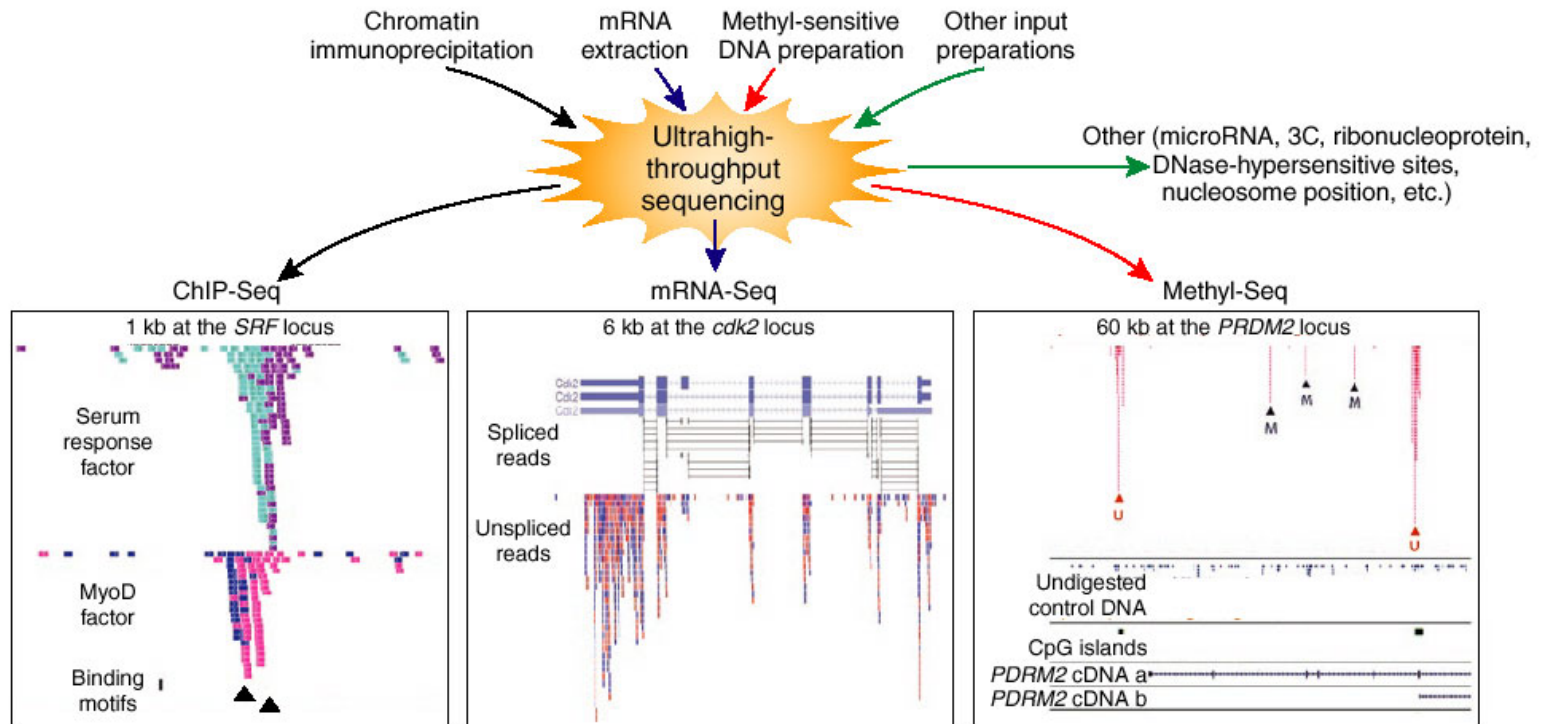 Chromatin
immunoprecipitation
mRNA
extraction
Methyl-sensitive
DNA preparation
Other input
preparations
Ultrahigh-
throughput
sequencing
Other (microRNA, 3C, ribonucleoprotein,
DNase-hypersensitive sites,
nucleosome position, etc.)
ChIP-Seq
1 kb at the SRF locus
Serum
response
factor
MyoD
factor
Binding
motifs
mRNA-Seq
6 kb at the cdk2 locus
Cdk2
Cdk2
Cdk2
Spliced
reads
Unspliced
reads
Methyl-Seq
60 kb at the PRDM2 locus
M
M
M
U
U
Undigested
control DNA
CpG islands
PDRM2 cDNA a
PDRM2 cDNA b